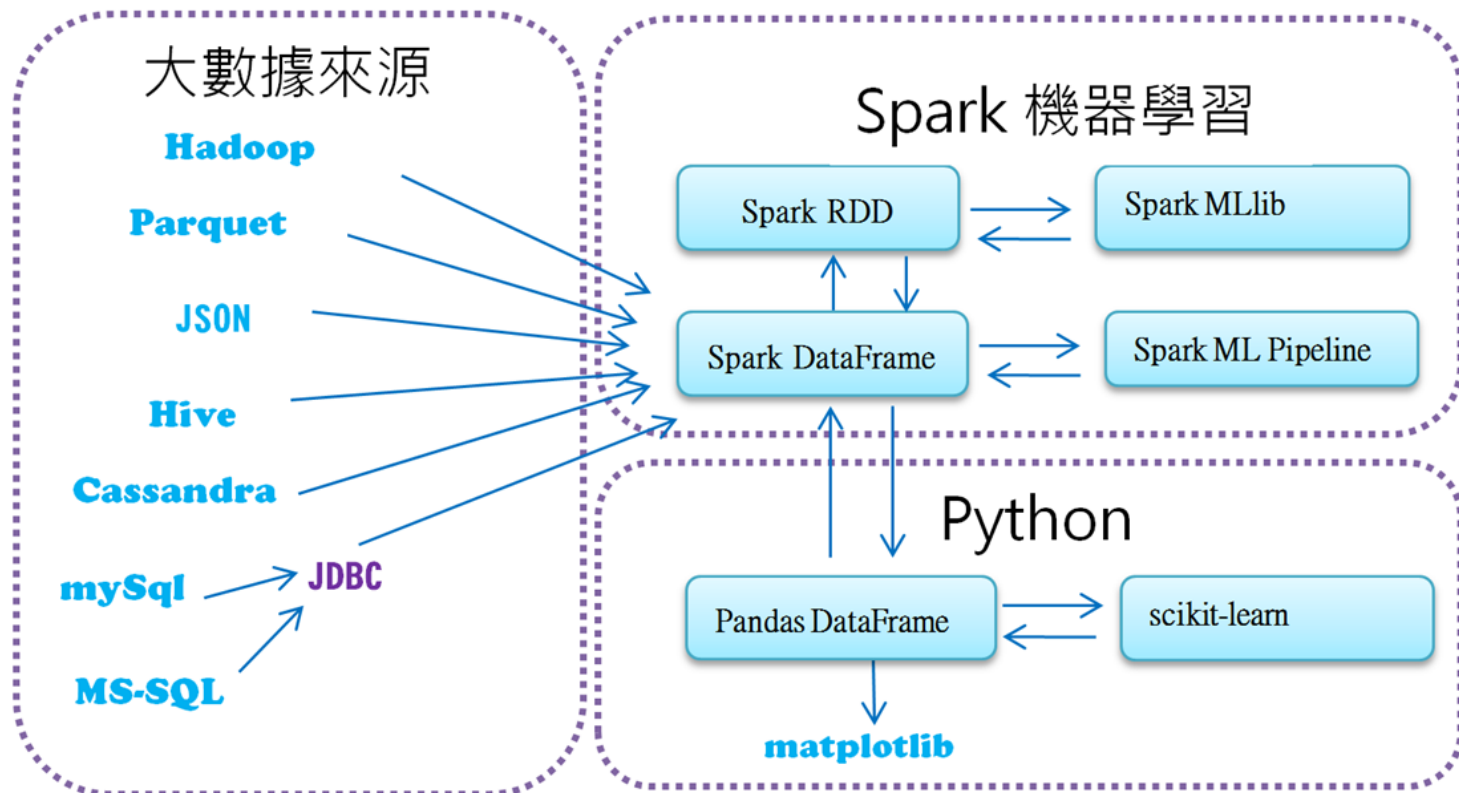 大數據來源
Hadoop
Parquet
JSON
Hive
Cassandra
mySql
JDBC
MS-SQL
Spark 機器學習
Spark RDD
Spark MLlib
Spark DataFrame
Spark ML Pipeline
Python
Pandas DataFrame
scikit-learn
matplotlib